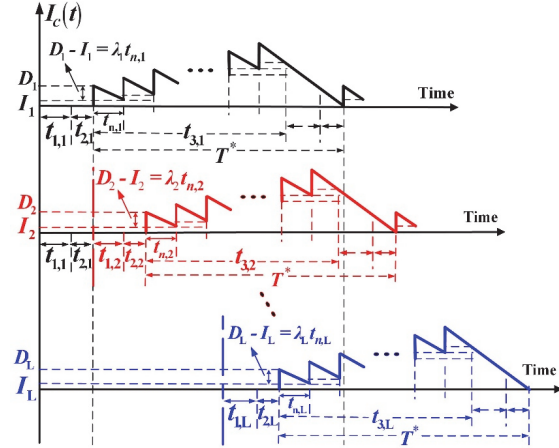 I_C(t)
D_1 - I_1 = λ_1 t_{n,1}
D_1
I_1
Time
t_{1,1} t_{2,1} t_{n,1}
t_{3,1}
T*
D_2 - I_2 = λ_2 t_{n,2}
D_2
I_2
Time
t_{1,1} t_{2,1} t_{1,2} t_{2,2} t_{n,2}
t_{3,2}
T*
D_L - I_L = λ_L t_{n,L}
D_L
I_L
Time
t_{1,L} t_{2,L} t_{n,L}
t_{3,L}
T*